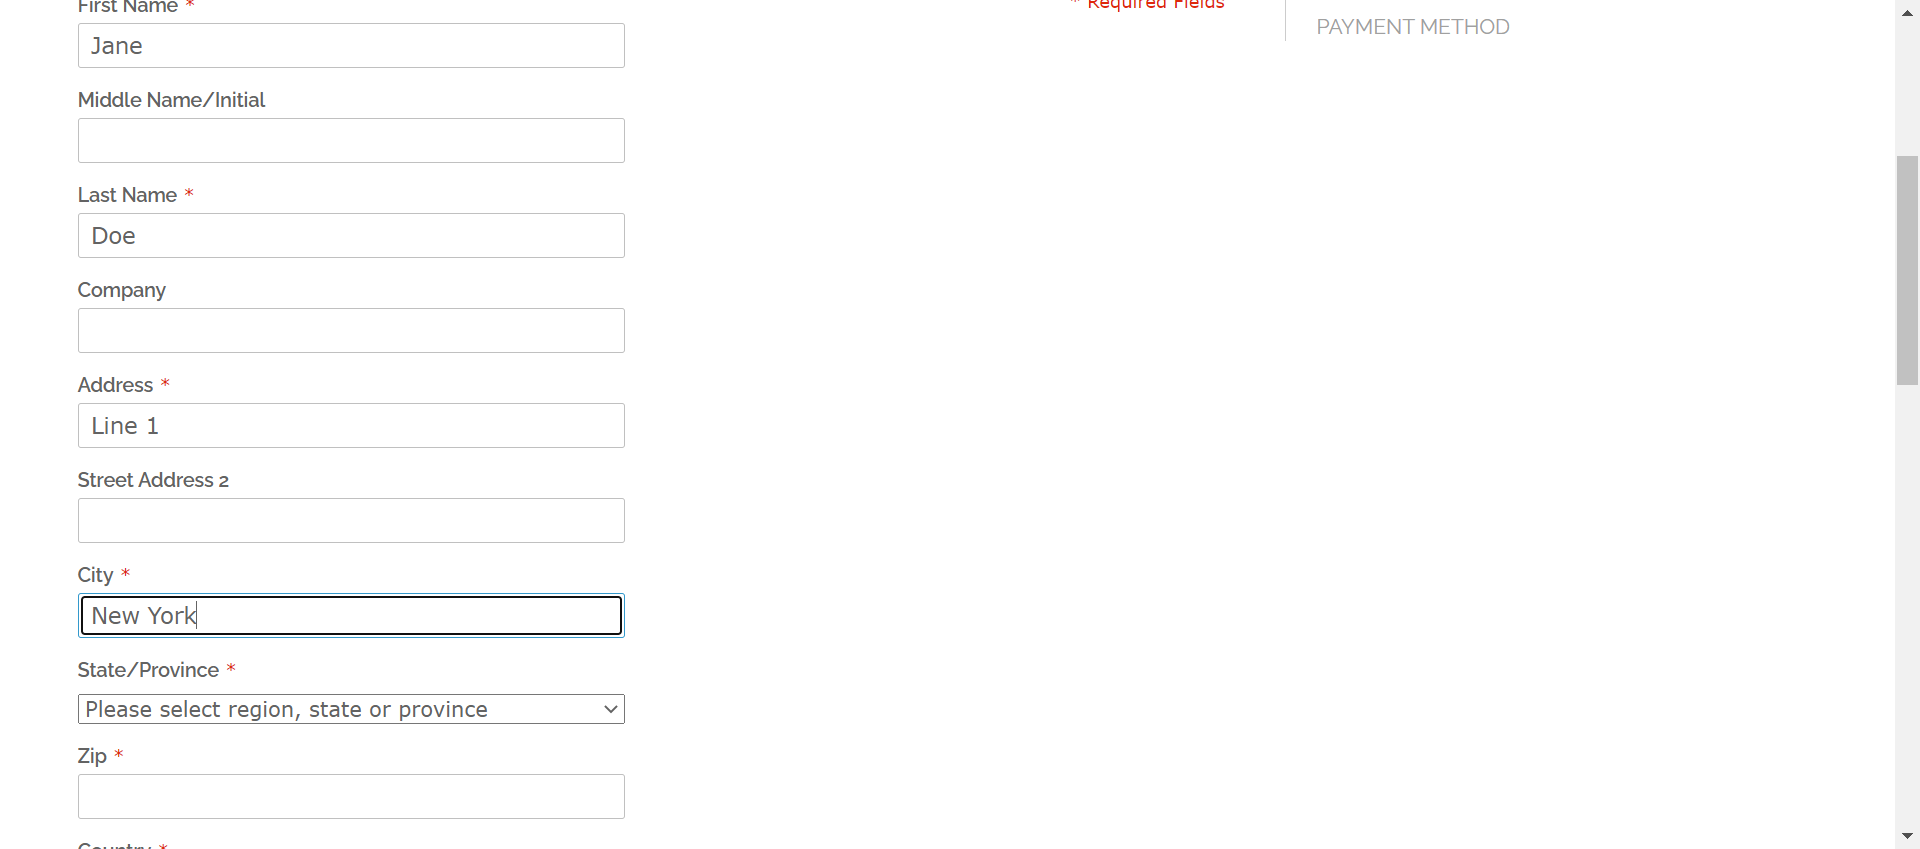 First Name *
Jane
Middle Name/Initial
Last Name *
Doe
Company
Address *
Line 1
Street Address 2
City *
New York
State/Province *
Please select region, state or province
Zip *
Country *
* Required Fields
PAYMENT METHOD